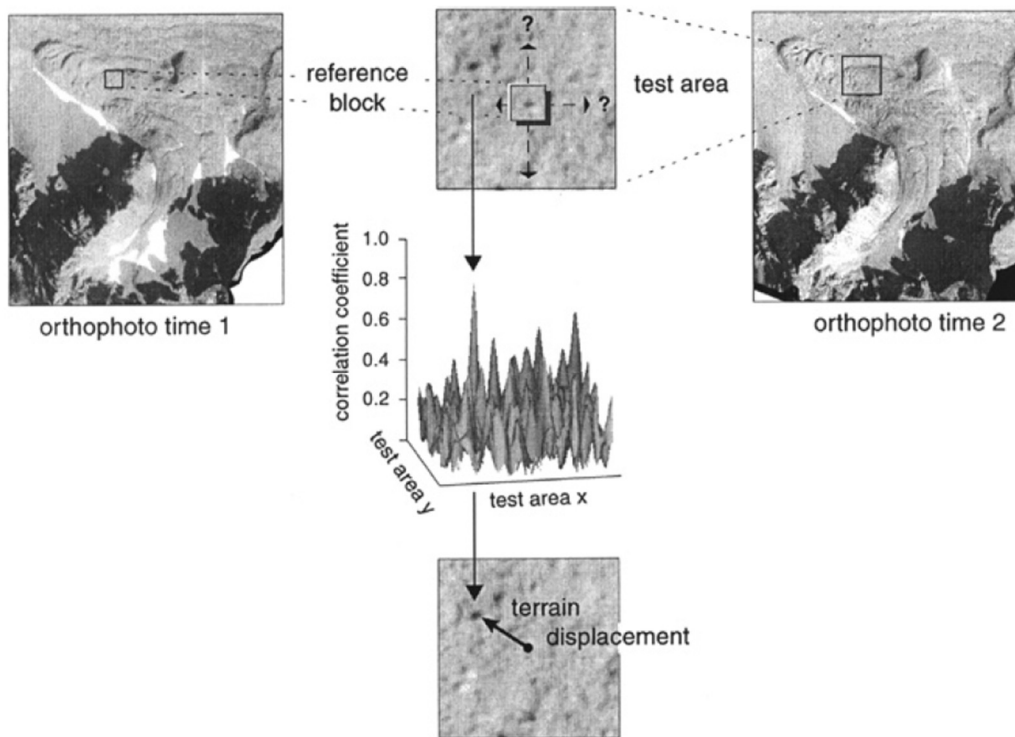 ?
?
reference
block
test area
orthophoto time 1
orthophoto time 2
1.0
0.8
0.6
0.4
0.2
correlation coefficient
test area y
test area x
terrain
displacement